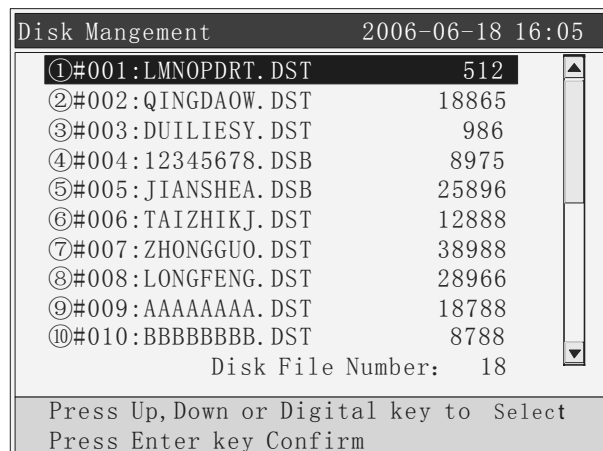 Disk Mangement 2006-06-18 16:05
①#001:LMNOPDRT.DST 512
②#002:QINGDAOW.DST 18865
③#003:DUILIESY.DST 986
④#004:12345678.DSB 8975
⑤#005:JIANSHEA.DSB 25896
⑥#006:TAIZHIKJ.DST 12888
⑦#007:ZHONGGUO.DST 38988
⑧#008:LONGFENG.DST 28966
⑨#009:AAAAAAAA.DST 18788
⑩#010:BBBBBBBB.DST 8788
Disk File Number: 18
Press Up,Down or Digital key to Select
Press Enter key Confirm